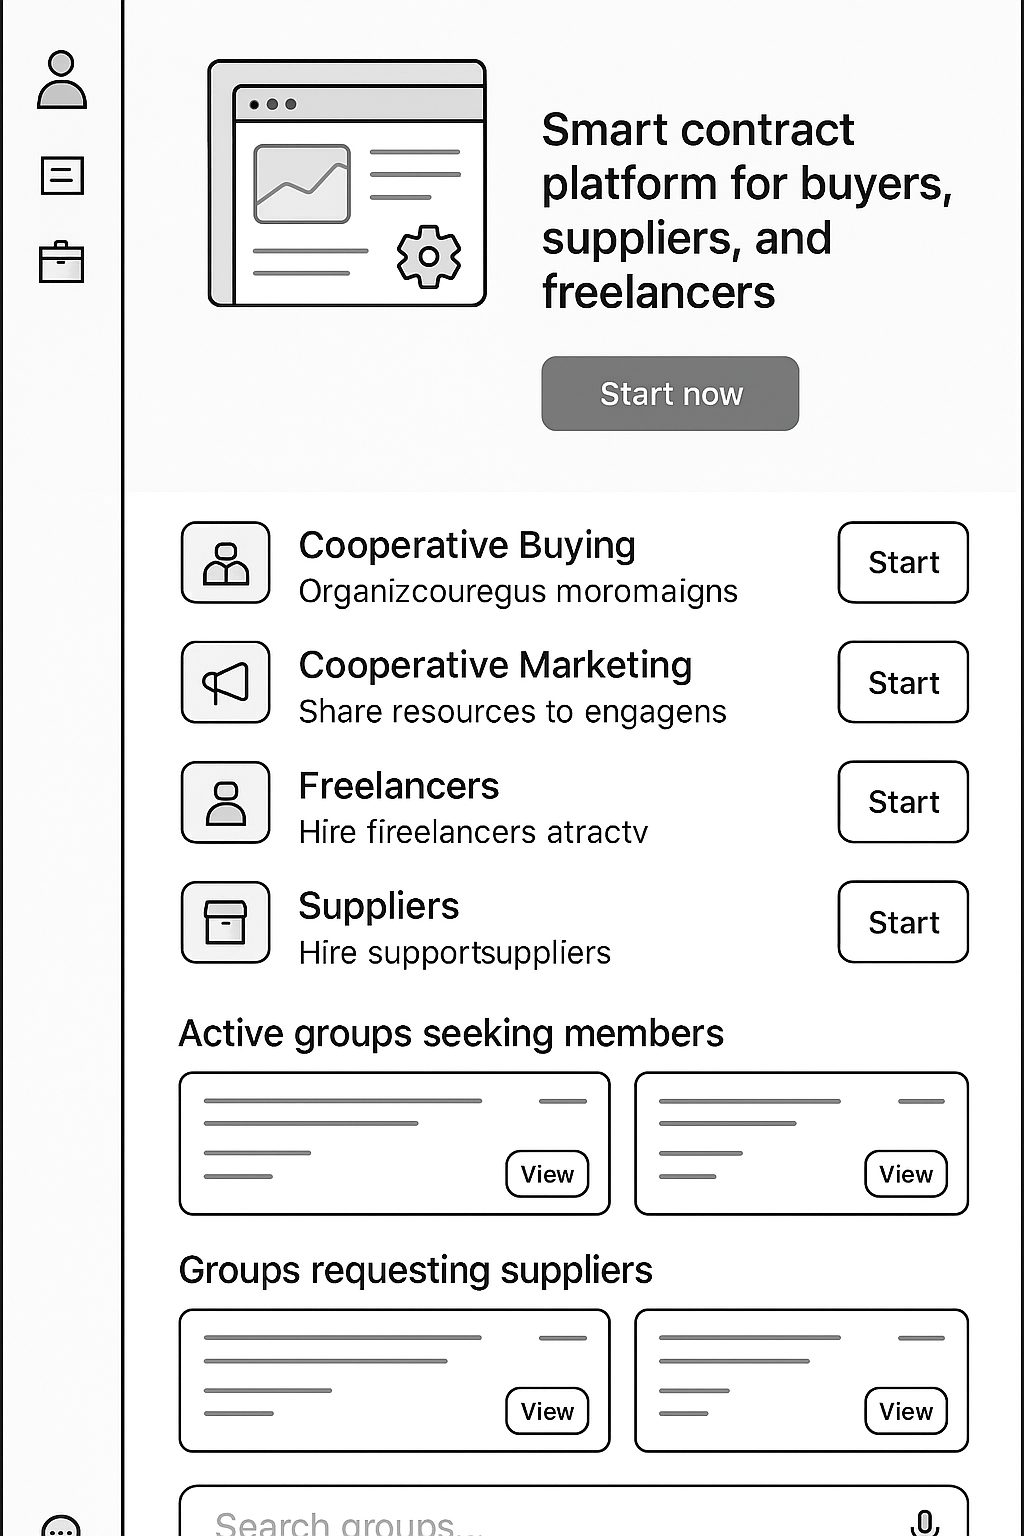 Smart contract
platform for buyers,
suppliers, and
freelancers
Start now
Cooperative Buying
Organizcouregus moromaigns
Start
Cooperative Marketing
Share resources to engagens
Start
Freelancers
Hire fireelancers atractv
Start
Suppliers
Hire supportsuppliers
Start
Active groups seeking members
View
View
Groups requesting suppliers
View
View
Search groups...